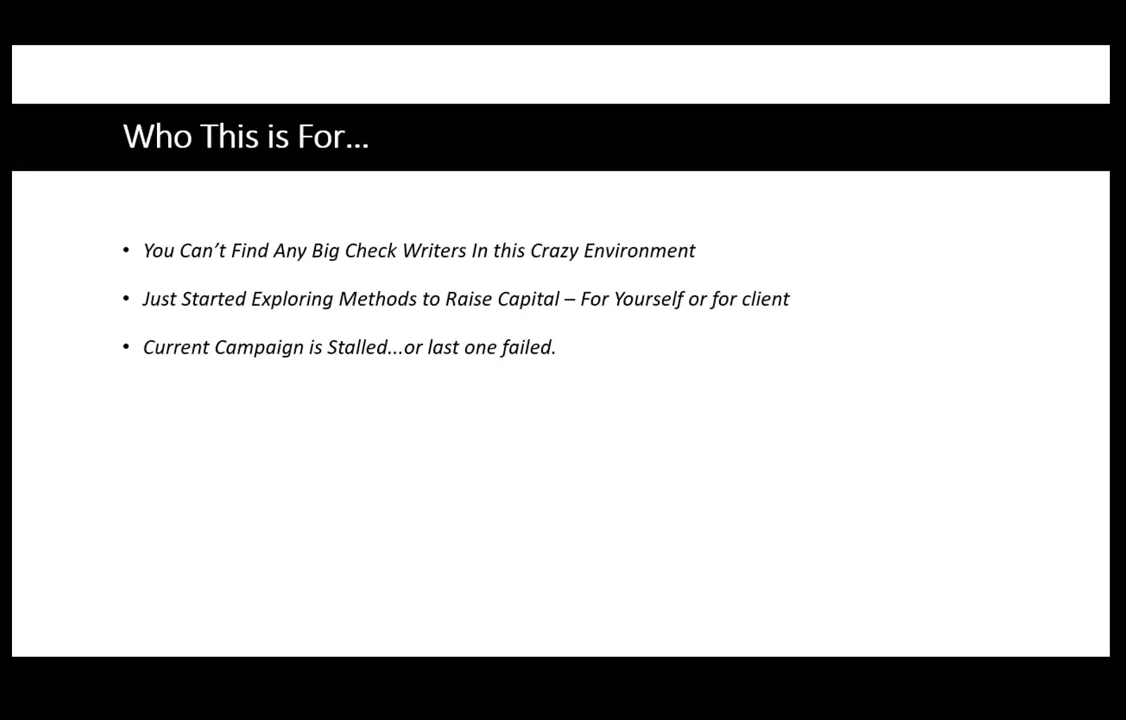 Who This is For...
• You Can’t Find Any Big Check Writers In this Crazy Environment
• Just Started Exploring Methods to Raise Capital – For Yourself or for client
• Current Campaign is Stalled...or last one failed.